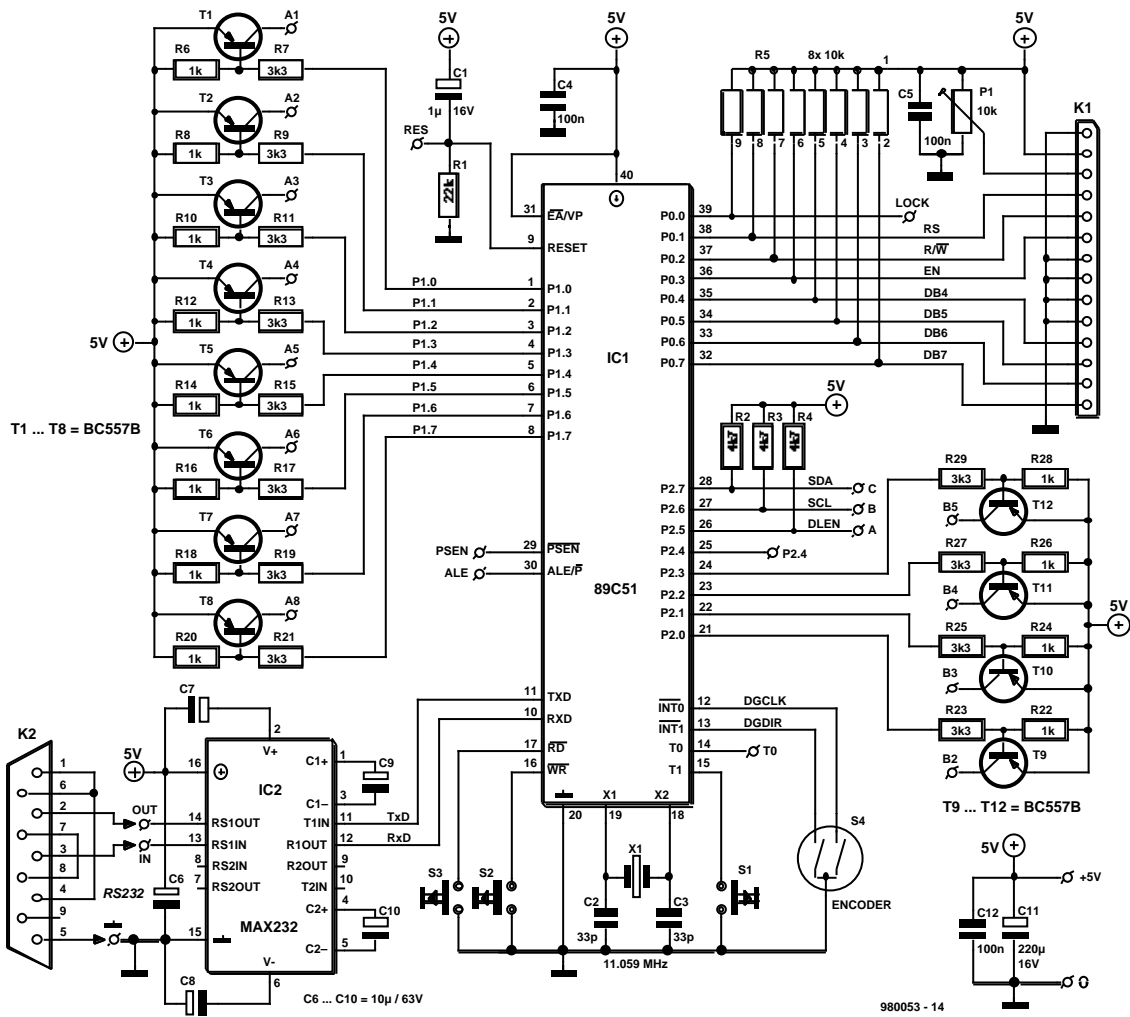 T1 A1
R6 R7
1k 3k3
T2 A2
R8 R9
1k 3k3
T3 A3
R10 R11
1k 3k3
T4 A4
R12 R13
1k 3k3
5V
T5 A5
R14 R15
1k 3k3
T1 ... T8 = BC557B
T6 A6
R16 R17
1k 3k3
T7 A7
R18 R19
1k 3k3
T8 A8
R20 R21
1k 3k3
5V
C1
1µ 16V
RES
R1
22k
5V
C4
100n
P1.0
P1.1
P1.2
P1.3
P1.4
P1.5
P1.6
P1.7
PSEN
ALE
40
31 EA/VP
9 RESET
1 P1.0
2 P1.1
3 P1.2
4 P1.3
5 P1.4
6 P1.5
7 P1.6
8 P1.7
29 PSEN
30 ALE/P
11 TXD
10 RXD
17 RD
16 WR
IC1
89C51
P0.0 39
P0.1 38
P0.2 37
P0.3 36
P0.4 35
P0.5 34
P0.6 33
P0.7 32
P2.7 28
P2.6 27
P2.5 26
P2.4 25
P2.3 24
P2.2 23
P2.1 22
P2.0 21
INT0 12
INT1 13
T0 14
T1 15
X1 X2
20 19 18
R5 8x 10k 1
9 8 7 6 5 4 3 2
5V
C5
100n
P1
10k
K1
LOCK
RS
R/W
EN
DB4
DB5
DB6
DB7
5V
R2 R3 R4
4k7 4k7 4k7
SDA C
SCL B
DLEN A
P2.4
R29 R28
3k3 1k
B5 T12
R27 R26
3k3 1k
B4 T11
5V
R25 R24
3k3 1k
B3 T10
R23 R22
3k3 1k
B2 T9
T9 ... T12 = BC557B
DGCLK
DGDIR
T0
S4
ENCODER
S3 S2
X1
S1
C2 C3
33p 33p
11.059 MHz
K2
1
6
2
7
3
8
4
9
5
5V
OUT
IN
RS232
C7
C6
C8
2
V+
16
IC2
14 RS1OUT
13 RS1IN
8 RS2IN
7 RS2OUT
15
MAX232
C1+ 1
C9
C1– 3
T1IN 11 TxD
R1OUT 12 RxD
R2OUT 9
T2IN 10
C2+ 4
C10
C2– 5
V-
6
C6 ... C10 = 10µ / 63V
5V
+5V
C12 C11
100n 220µ
16V
0
980053 - 14